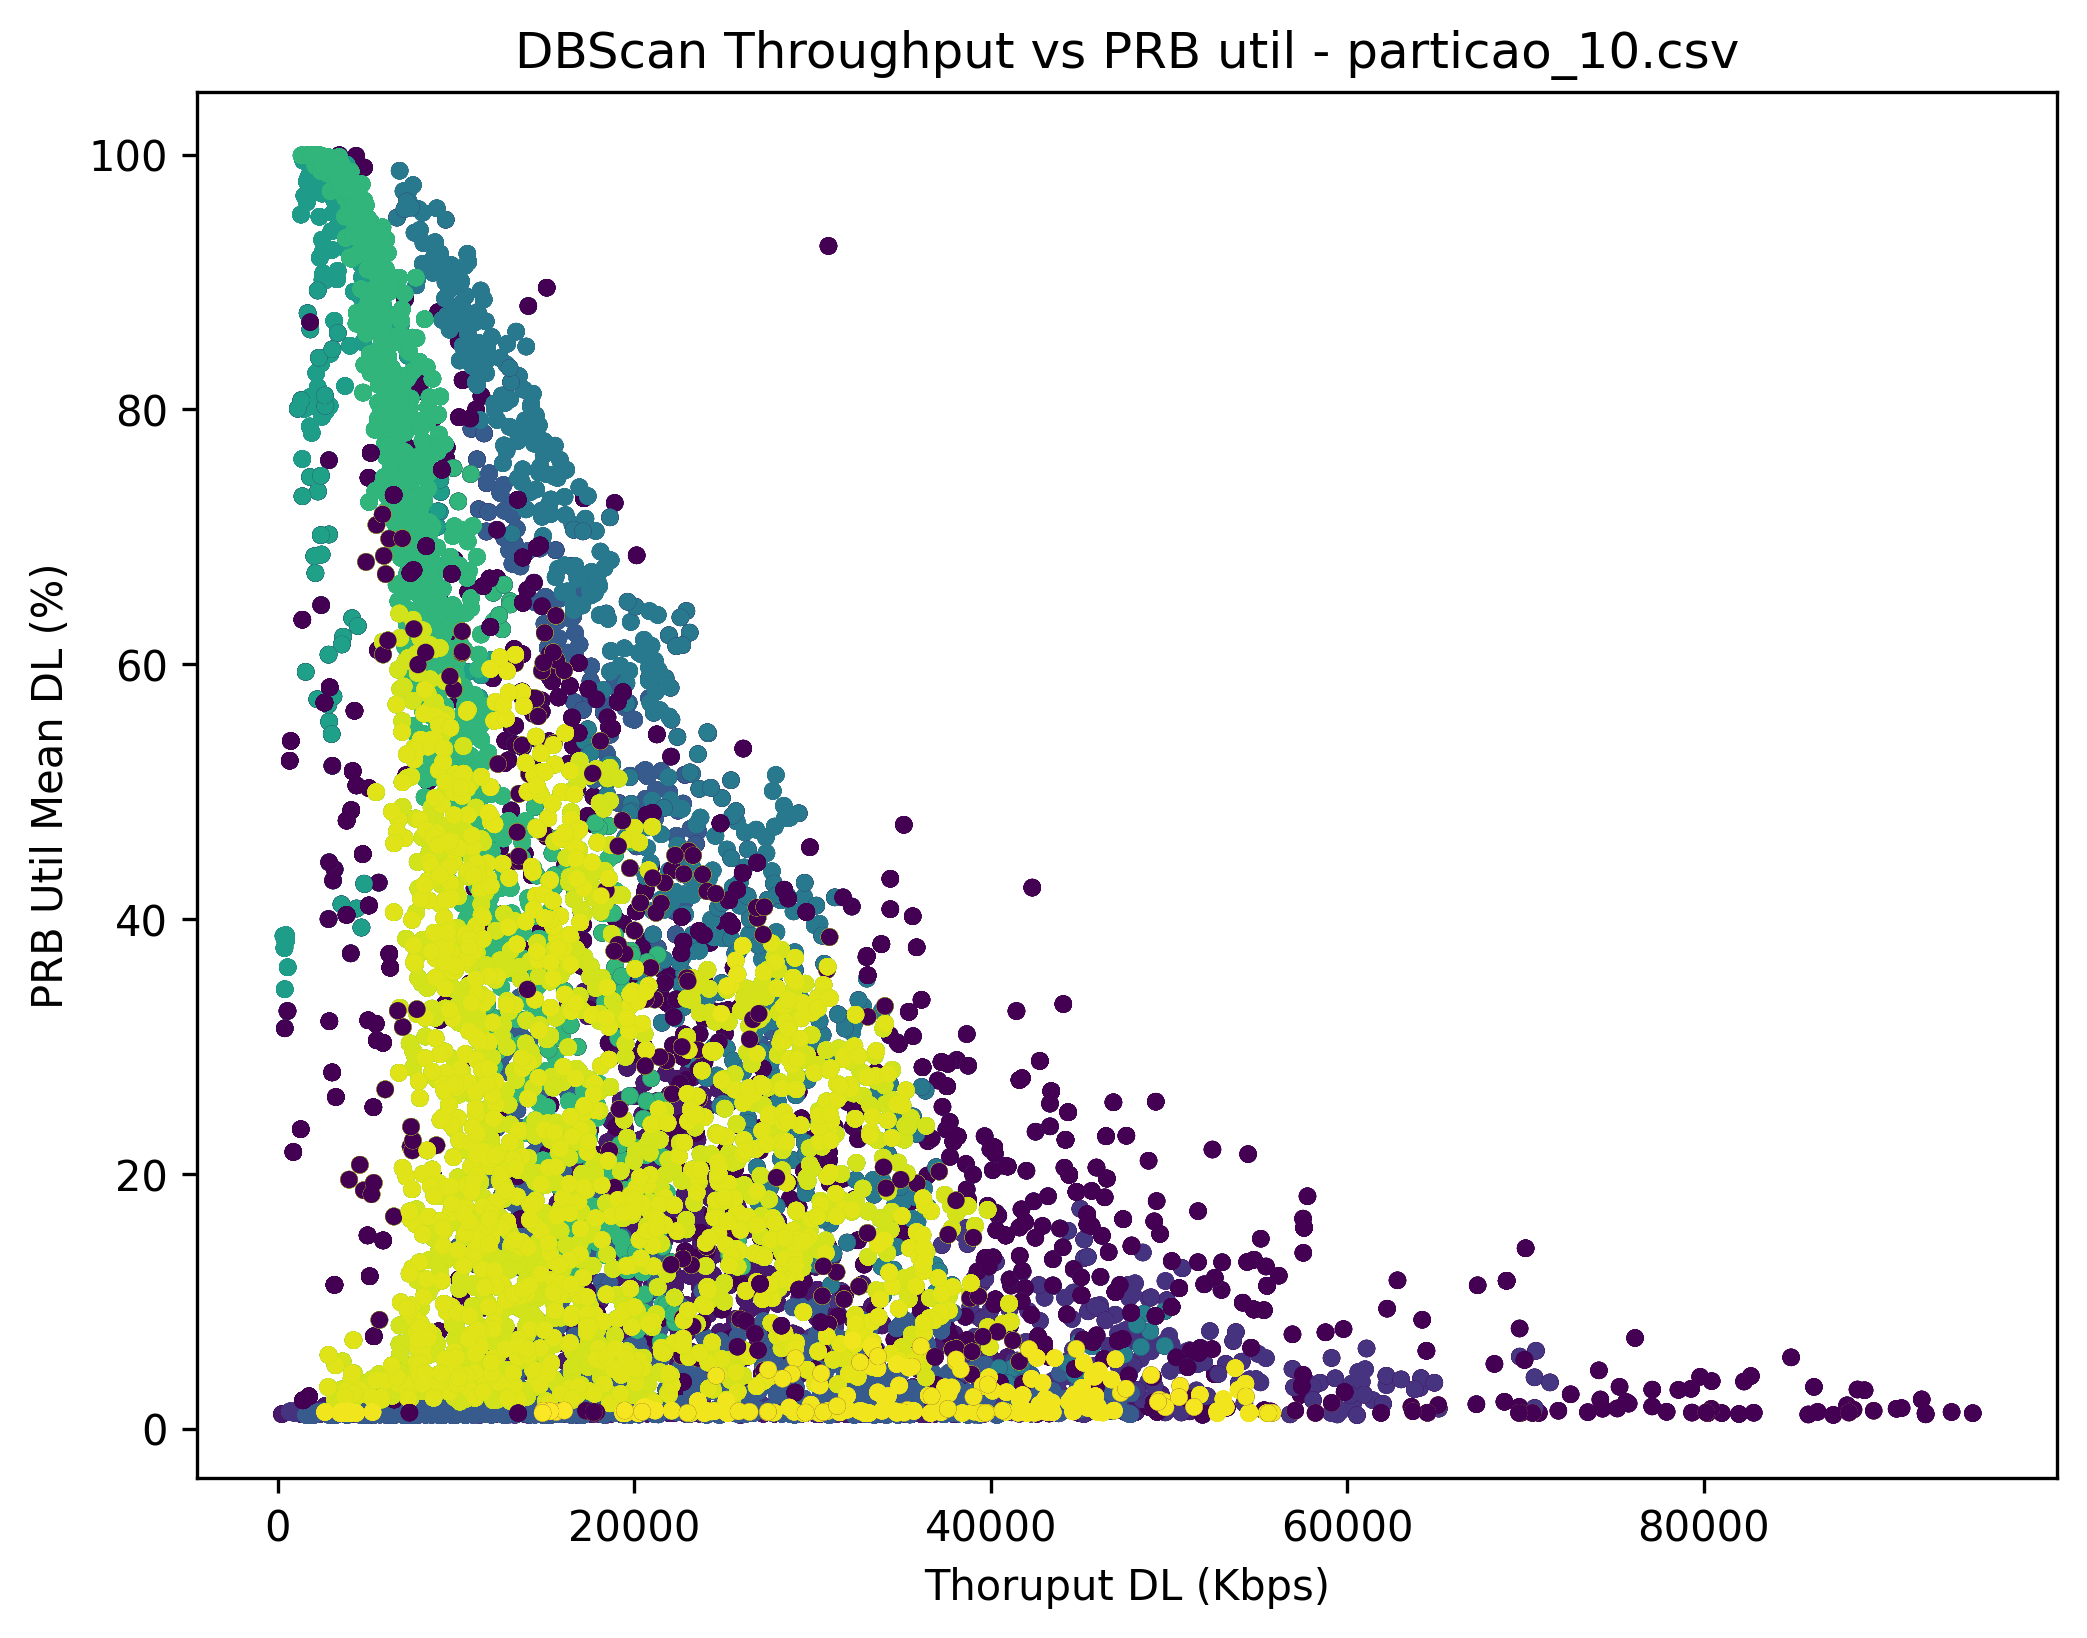 DBScan Throughput vs PRB util - particao_10.csv
PRB Util Mean DL (%)
100
80
60
40
20
0
0 20000 40000 60000 80000
Thoruput DL (Kbps)